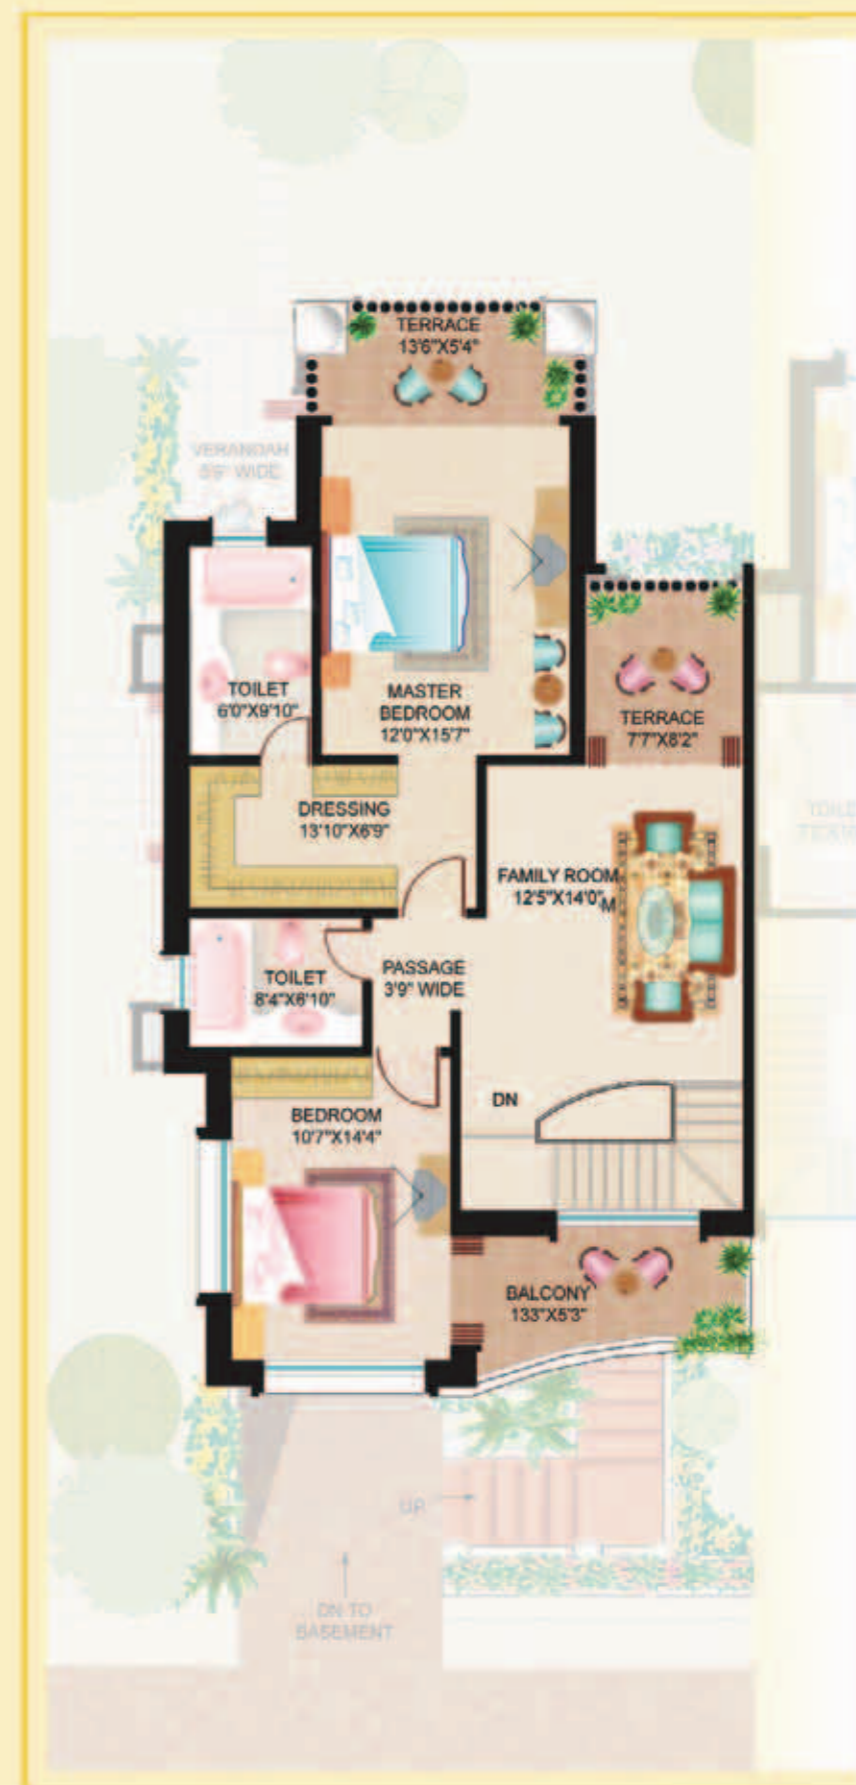 TERRACE
13'6"X5'4"
VERANDAH
5'6" WIDE
TOILET
6'0"X9'10"
MASTER
BEDROOM
12'0"X15'7"
TERRACE
7'7"X8'2"
DRESSING
13'10"X6'9"
FAMILY ROOM
12'5"X14'0"
M
TOILET
8'4"X6'10"
PASSAGE
3'9" WIDE
DN
BEDROOM
10'7"X14'4"
BALCONY
133"X5'3"
UP
DN TO
BASEMENT